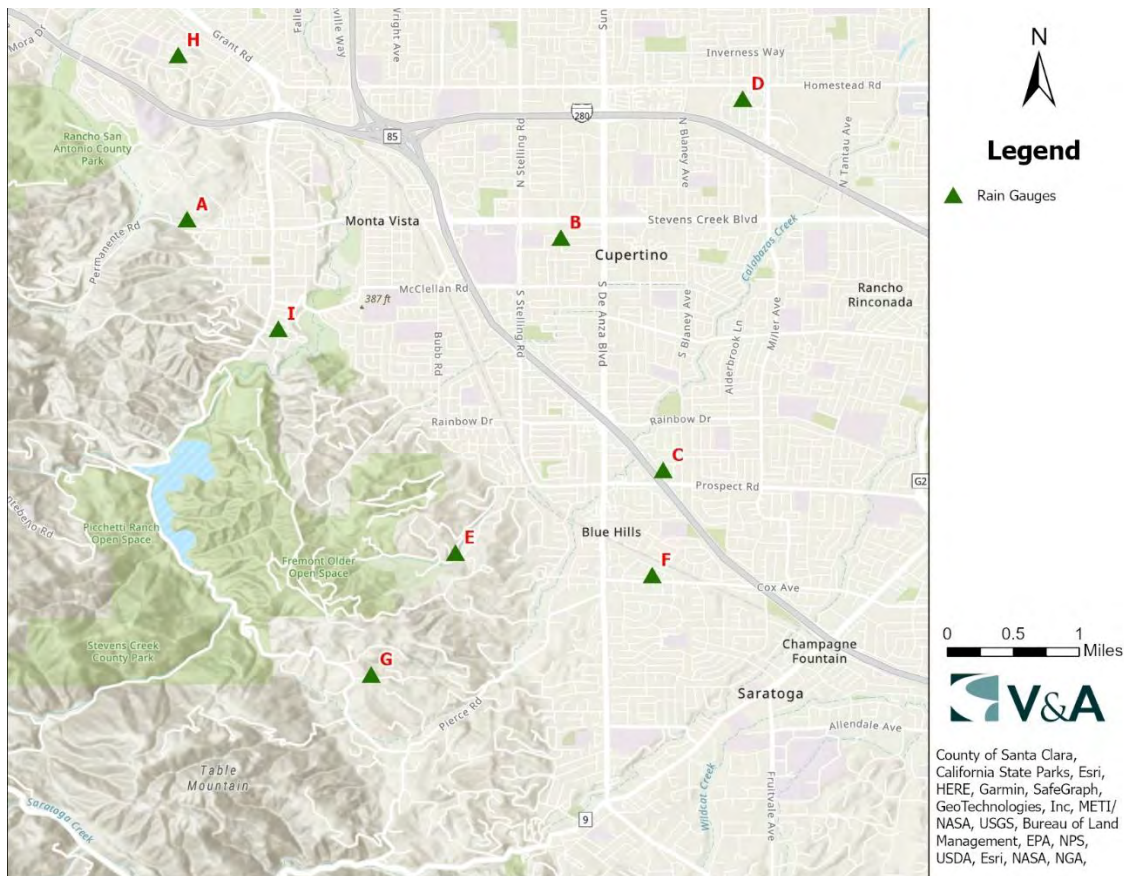 Mora Dr
H
Grant Rd
Wright Ave
Inverness Way
Homestead Rd
D
280
85
Rancho San
Antonio County
Park
N Stelling Rd
N Blaney Ave
N Tantau Ave
A
Permanente Rd
Monta Vista
B
Stevens Creek Blvd
Cupertino
Calabazas Creek
McClellan Rd
387 ft
Rancho
Rinconada
I
Bubb Rd
S Stelling Rd
S De Anza Blvd
S Blaney Ave
Alderbrook Ln
Miller Ave
Rainbow Dr
Rainbow Dr
C
Prospect Rd
G2
Picchetti Ranch
Open Space
Blue Hills
E
Fremont Older
Open Space
F
Cox Ave
Stevens Creek
County Park
G
Champagne
Fountain
Saratoga
Pierce Rd
Allendale Ave
Table
Mountain
Saratoga Creek
Wildcat Creek
Fruitvale Ave
9
N
Legend
Rain Gauges
0 0.5 1
Miles
V&A
County of Santa Clara,
California State Parks, Esri,
HERE, Garmin, SafeGraph,
GeoTechnologies, Inc, METI/
NASA, USGS, Bureau of Land
Management, EPA, NPS,
USDA, Esri, NASA, NGA,